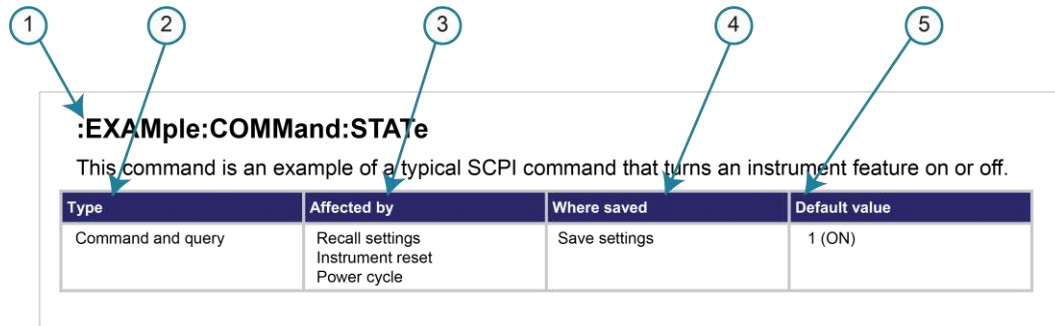 1 2 3 4 5
:EXAMple:COMMand:STATe
This command is an example of a typical SCPI command that turns an instrument feature on or off.
Type Affected by Where saved Default value
Command and query Recall settings Save settings 1 (ON)
Instrument reset
Power cycle